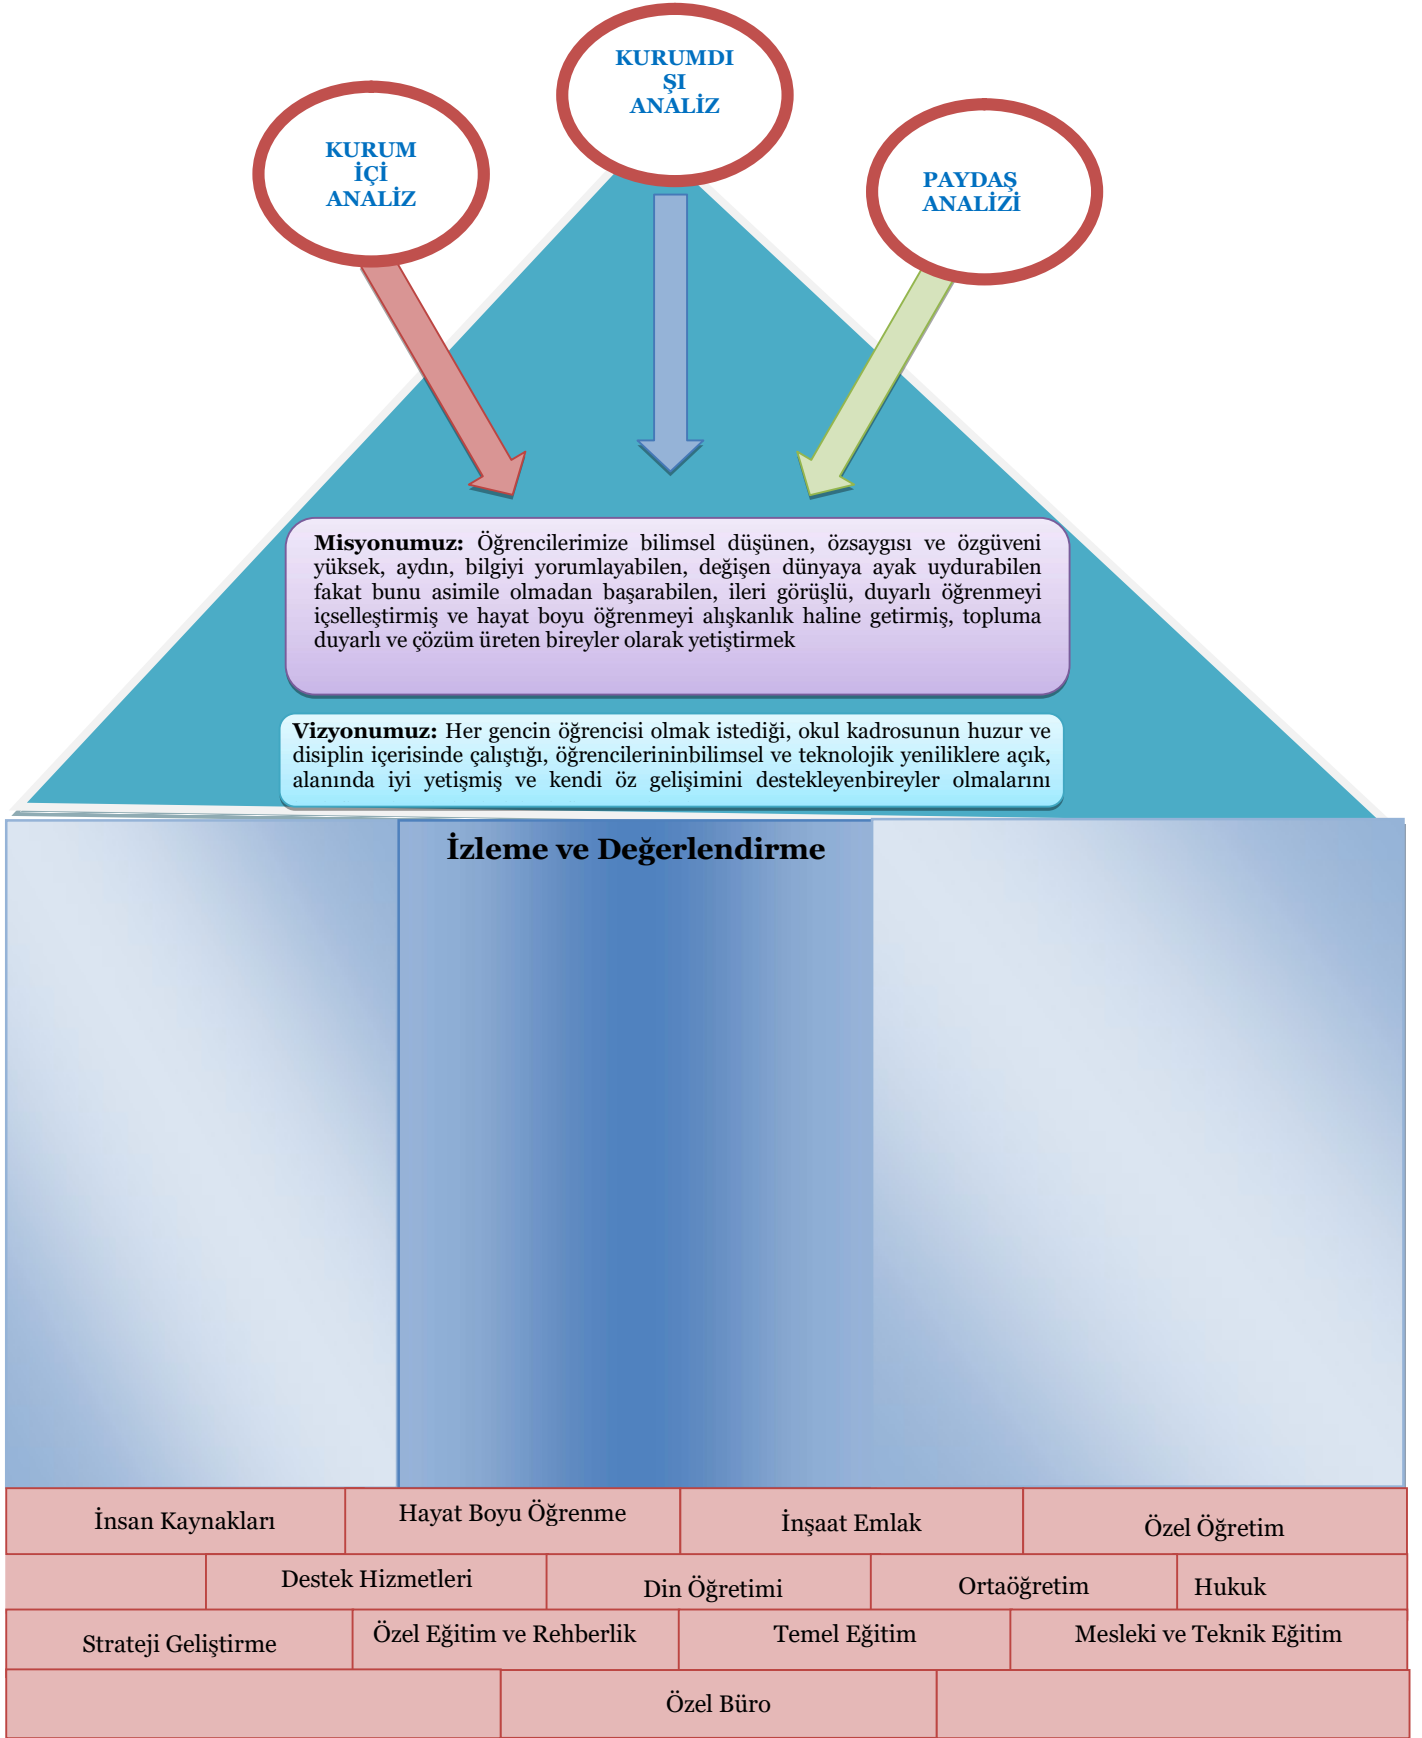 KURUMDI
ŞI
ANALİZ
KURUM
İÇİ
ANALİZ
PAYDAŞ
ANALİZİ
Misyonumuz: Öğrencilerimize bilimsel düşünen, özsaygısı ve özgüveni
yüksek, aydın, bilgiyi yorumlayabilen, değişen dünyaya ayak uydurabilen
fakat bunu asimile olmadan başarabilen, ileri görüşlü, duyarlı öğrenmeyi
içselleştirmiş ve hayat boyu öğrenmeyi alışkanlık haline getirmiş, topluma
duyarlı ve çözüm üreten bireyler olarak yetiştirmek
Vizyonumuz: Her gencin öğrencisi olmak istediği, okul kadrosunun huzur ve
disiplin içerisinde çalıştığı, öğrencilerininbilimsel ve teknolojik yeniliklere açık,
alanında iyi yetişmiş ve kendi öz gelişimini destekleyenbireyler olmalarını
İzleme ve Değerlendirme
İnsan Kaynakları
Hayat Boyu Öğrenme
İnşaat Emlak
Özel Öğretim
Destek Hizmetleri
Din Öğretimi
Ortaöğretim
Hukuk
Strateji Geliştirme
Özel Eğitim ve Rehberlik
Temel Eğitim
Mesleki ve Teknik Eğitim
Özel Büro